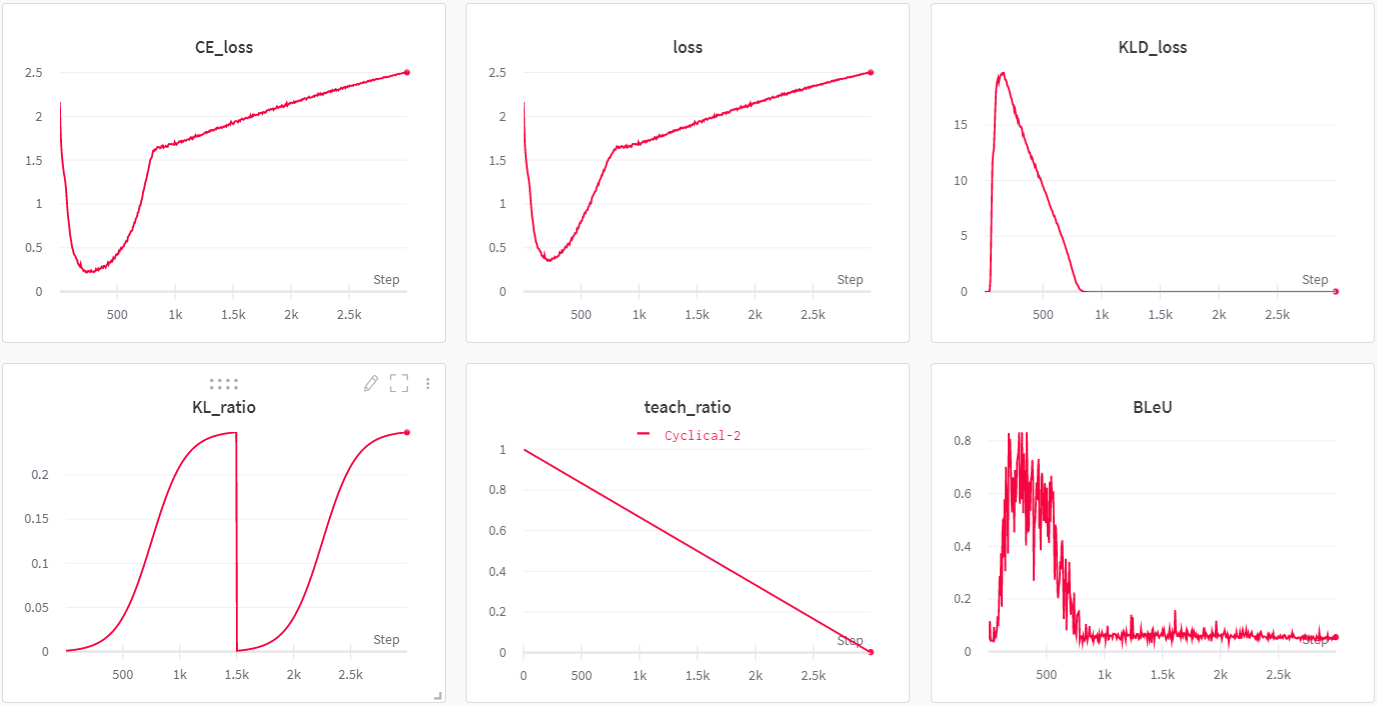 CE_loss
2.5
2
1.5
1
0.5
0
Step
500 1k 1.5k 2k 2.5k
loss
2.5
2
1.5
1
0.5
0
Step
500 1k 1.5k 2k 2.5k
KLD_loss
15
10
5
0
Step
500 1k 1.5k 2k 2.5k
KL_ratio
0.2
0.15
0.1
0.05
0
Step
500 1k 1.5k 2k 2.5k
teach_ratio
Cyclical-2
1
0.8
0.6
0.4
0.2
0
Step
0 500 1k 1.5k 2k 2.5k
BLeU
0.8
0.6
0.4
0.2
0
Step
500 1k 1.5k 2k 2.5k